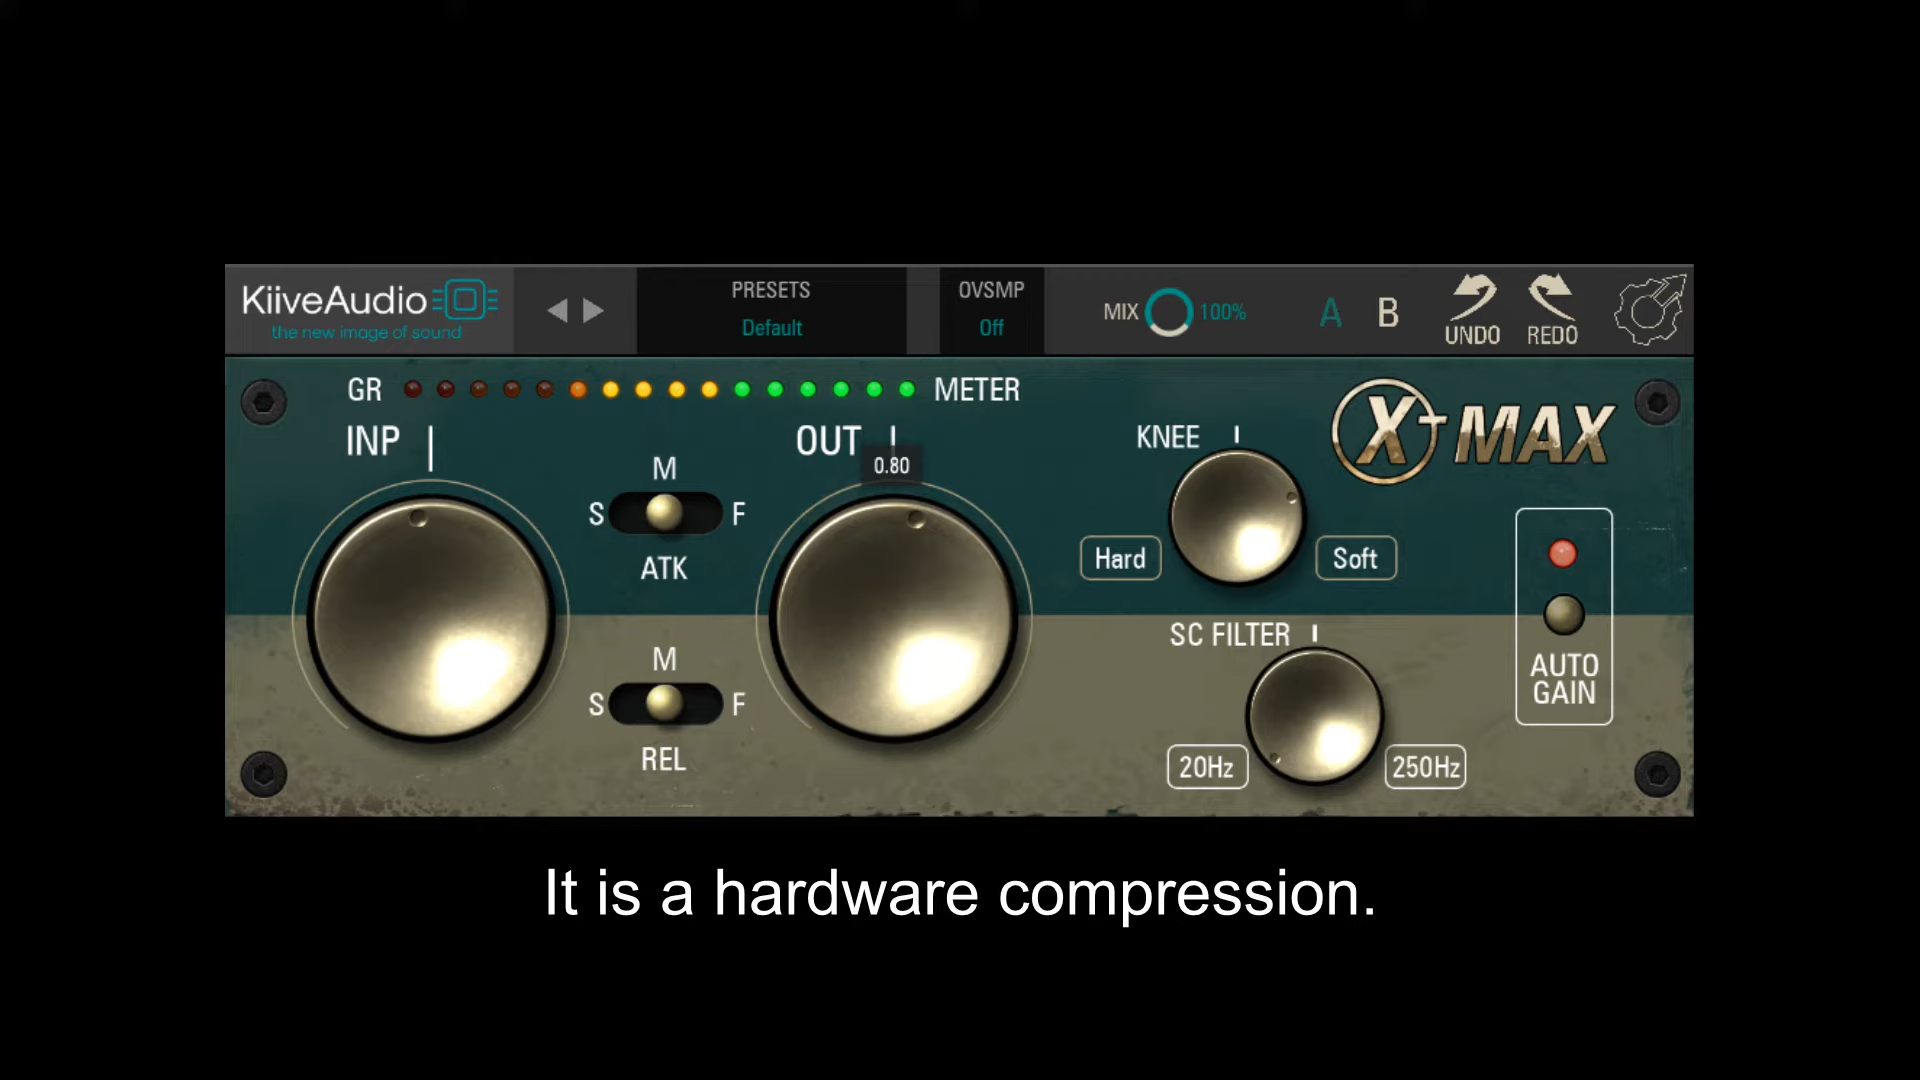 KiiveAudio
the new image of sound
PRESETS
Default
OVSMP
Off
MIX 100%
A B
UNDO REDO
GR METER
INP
OUT
0.80
M
S F
ATK
M
S F
REL
KNEE
Hard Soft
X MAX
SC FILTER
20Hz 250Hz
AUTO
GAIN
It is a hardware compression.